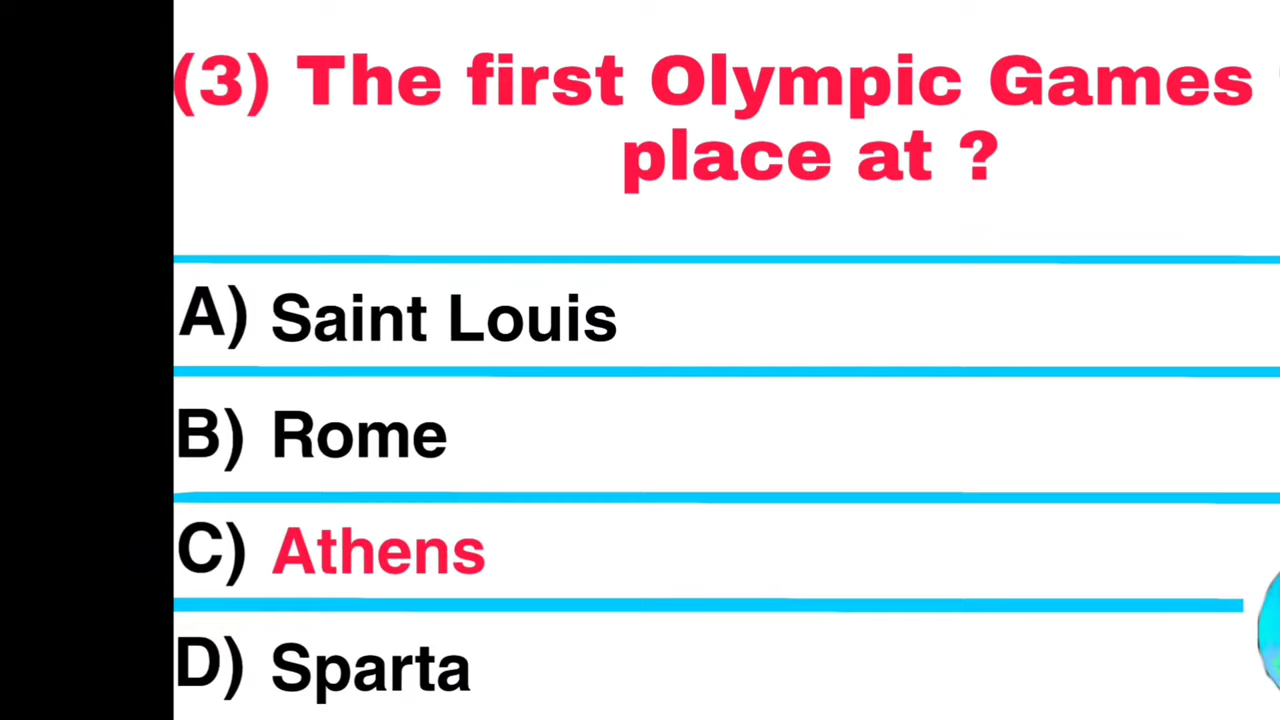 (3) The first Olympic Games
place at ?
A) Saint Louis
B) Rome
C) Athens
D) Sparta